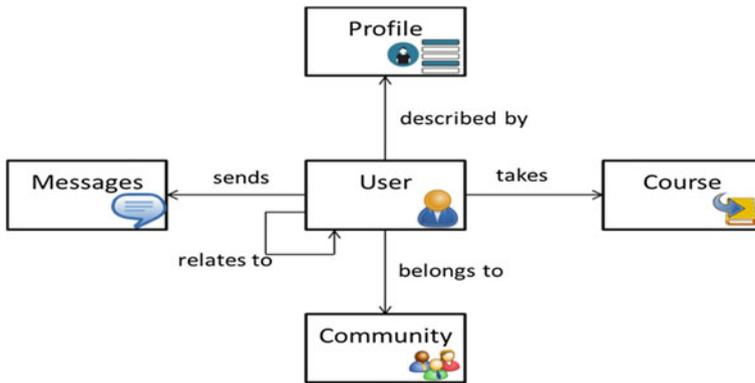 Profile
described by
Messages
sends
User
takes
Course
relates to
belongs to
Community